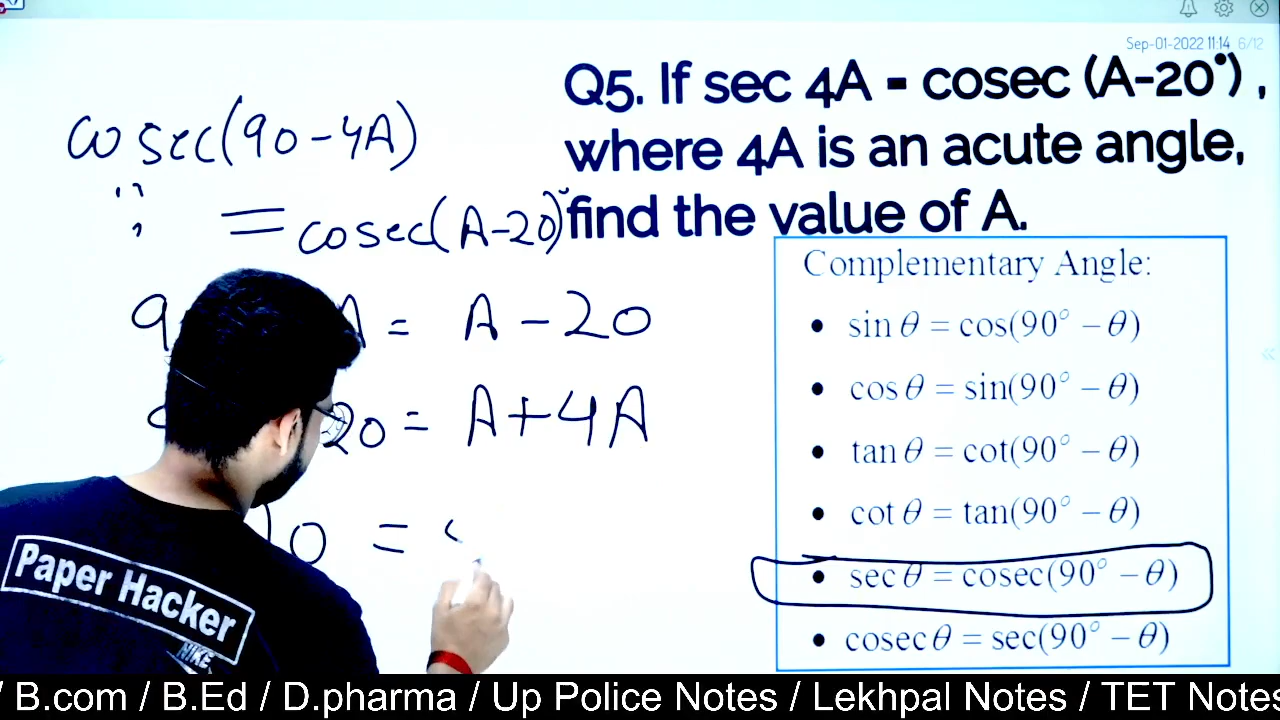 Sep-01-2022 11:14 6/12
Q5. If sec 4A = cosec (A-20°) ,
where 4A is an acute angle,
find the value of A.
cosec(90-4A)
= cosec(A-20)
A = A - 20
20 = A + 4A
=
Complementary Angle:
• sin θ = cos(90° - θ)
• cos θ = sin(90° - θ)
• tan θ = cot(90° - θ)
• cot θ = tan(90° - θ)
• sec θ = cosec(90° - θ)
• cosec θ = sec(90° - θ)
Paper Hacker
NIKE
/ B.com / B.Ed / D.pharma / Up Police Notes / Lekhpal Notes / TET Notes